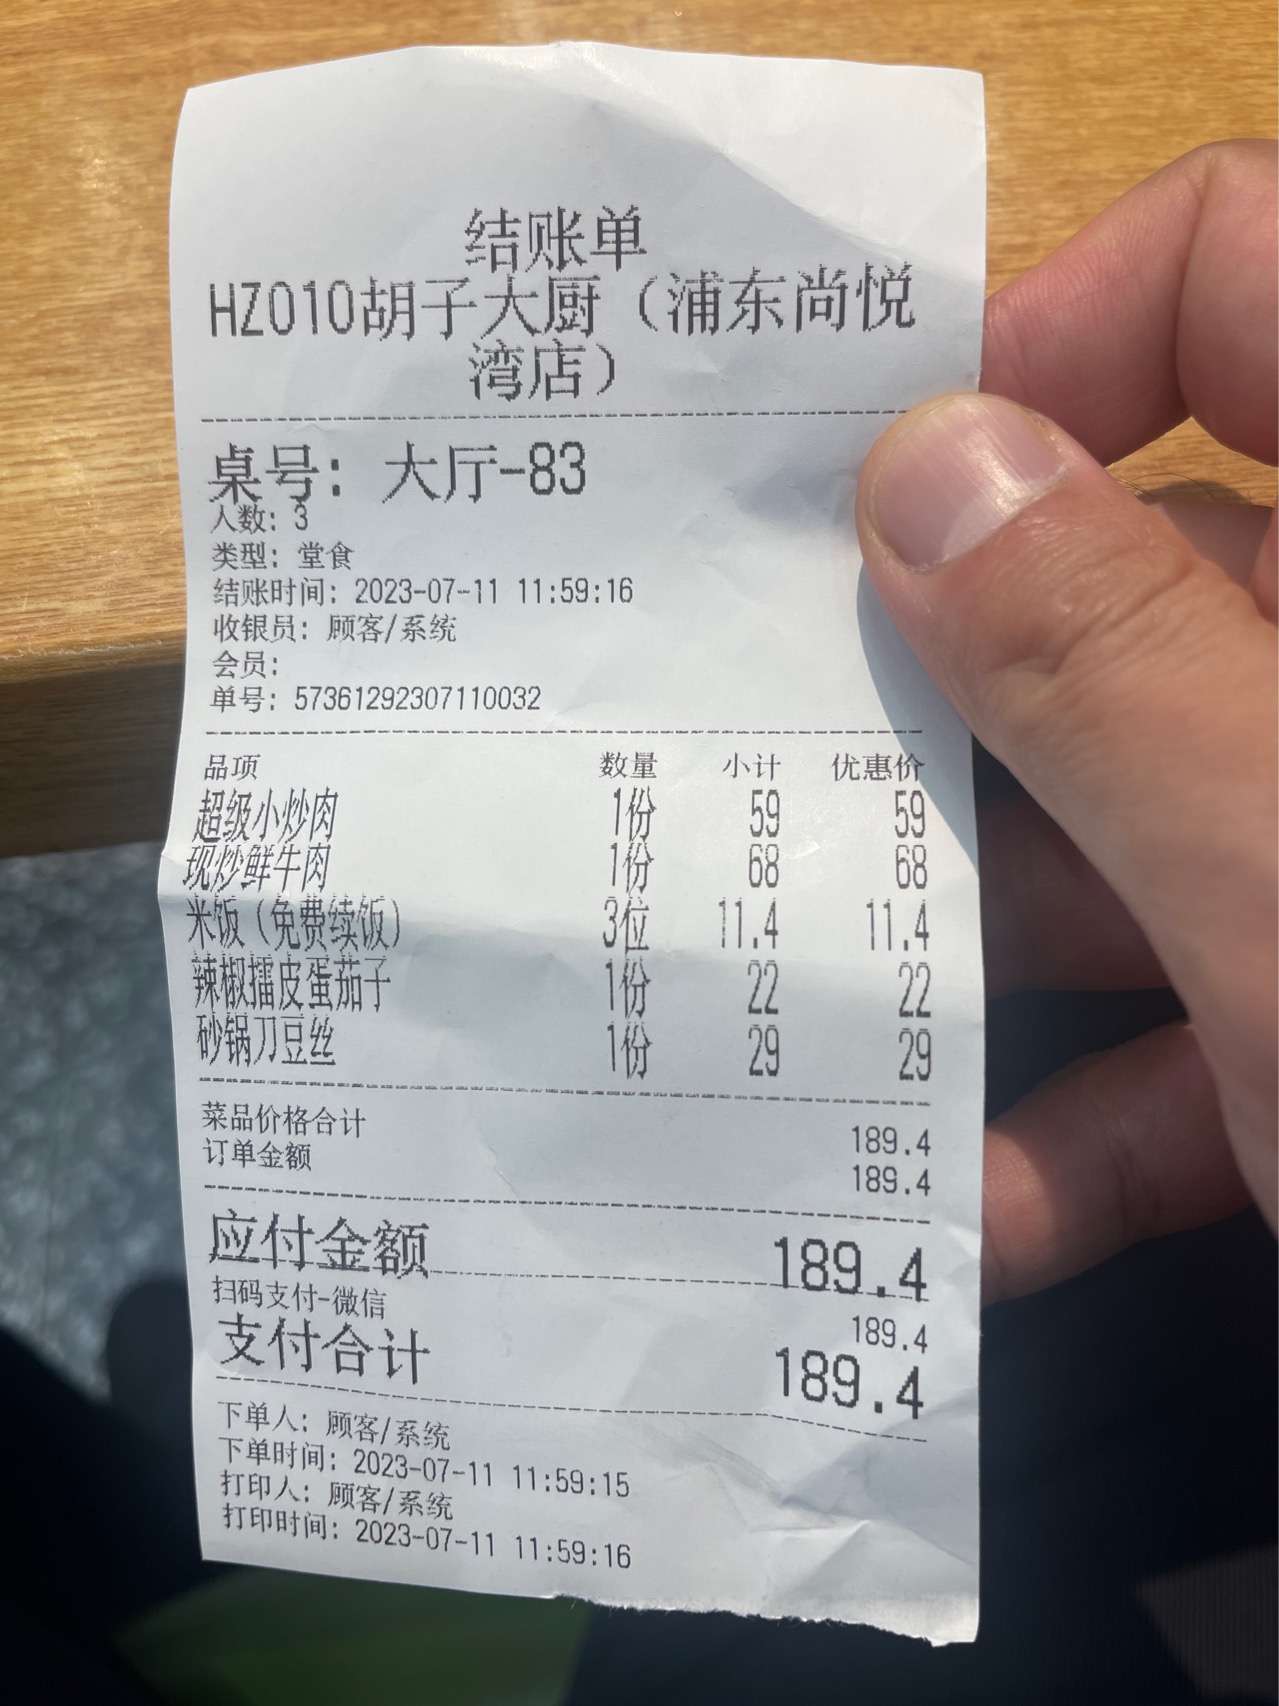 结账单
HZ010胡子大厨（浦东尚悦
湾店）
桌号：大厅-83
人数：3
类型：堂食
结账时间：2023-07-11 11:59:16
收银员：顾客/系统
会员：
单号：57361292307110032
品项 数量 小计 优惠价
超级小炒肉 1份 59 59
现炒鲜牛肉 1份 68 68
米饭（免费续饭） 3位 11.4 11.4
辣椒擂皮蛋茄子 1份 22 22
砂锅刀豆丝 1份 29 29
菜品价格合计 189.4
订单金额 189.4
应付金额 189.4
扫码支付-微信 189.4
支付合计 189.4
下单人：顾客/系统
下单时间：2023-07-11 11:59:15
打印人：顾客/系统
打印时间：2023-07-11 11:59:16